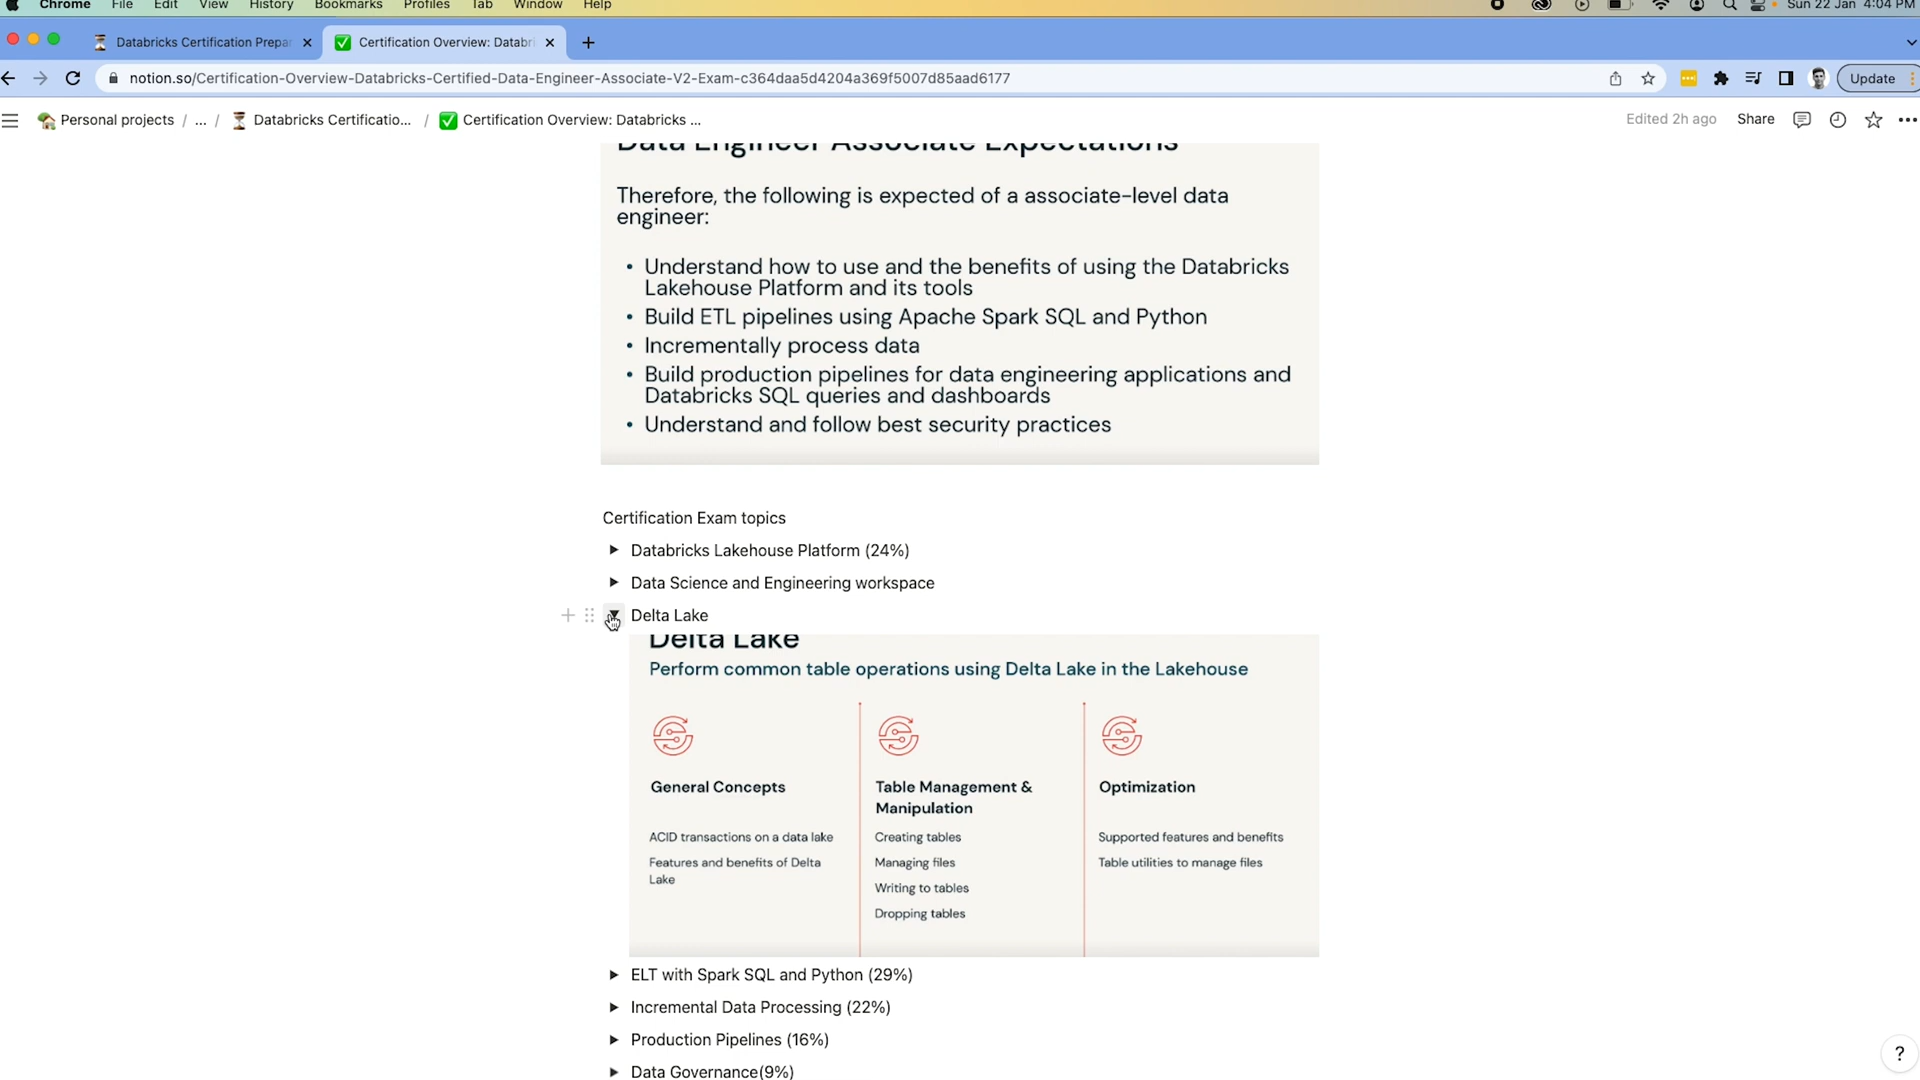 Chrome File Edit View History Bookmarks Profiles Tab Window Help Sun 22 Jan 4:04 PM
Databricks Certification Prepar
Certification Overview: Databri
notion.so/Certification-Overview-Databricks-Certified-Data-Engineer-Associate-V2-Exam-c364daa5d4204a369f5007d85aad6177
Update
Personal projects / ... / Databricks Certificatio... / Certification Overview: Databricks ...
Edited 2h ago Share
Data Engineer Associate Expectations
Therefore, the following is expected of a associate-level data
engineer:
• Understand how to use and the benefits of using the Databricks
Lakehouse Platform and its tools
• Build ETL pipelines using Apache Spark SQL and Python
• Incrementally process data
• Build production pipelines for data engineering applications and
Databricks SQL queries and dashboards
• Understand and follow best security practices
Certification Exam topics
Databricks Lakehouse Platform (24%)
Data Science and Engineering workspace
Delta Lake
Delta Lake
Perform common table operations using Delta Lake in the Lakehouse
General Concepts
ACID transactions on a data lake
Features and benefits of Delta
Lake
Table Management &
Manipulation
Creating tables
Managing files
Writing to tables
Dropping tables
Optimization
Supported features and benefits
Table utilities to manage files
ELT with Spark SQL and Python (29%)
Incremental Data Processing (22%)
Production Pipelines (16%)
Data Governance(9%)
?